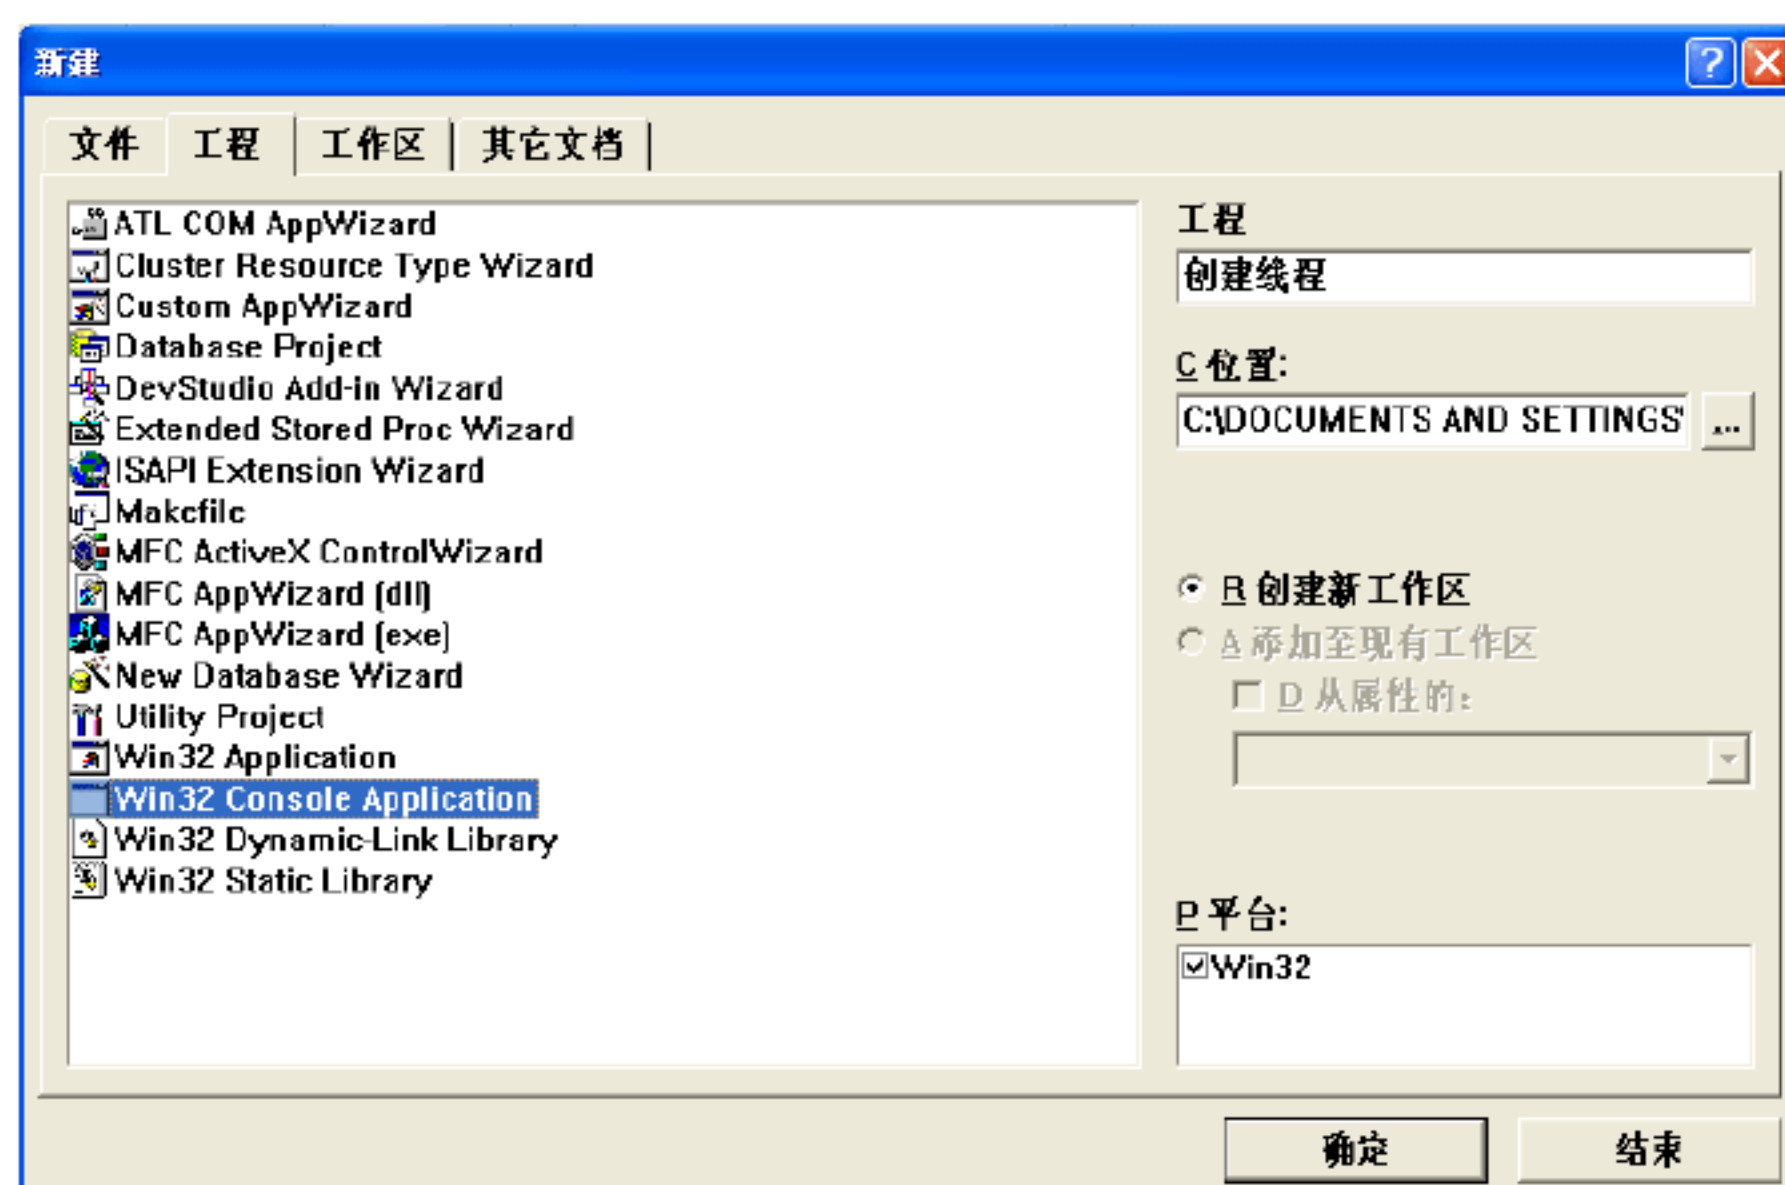 新建
文件 工程 工作区 其它文档
ATL COM AppWizard
Cluster Resource Type Wizard
Custom AppWizard
Database Project
DevStudio Add-in Wizard
Extended Stored Proc Wizard
ISAPI Extension Wizard
Makefile
MFC ActiveX ControlWizard
MFC AppWizard (dll)
MFC AppWizard (exe)
New Database Wizard
Utility Project
Win32 Application
Win32 Console Application
Win32 Dynamic-Link Library
Win32 Static Library
工程
创建线程
C 位置:
C:\DOCUMENTS AND SETTINGS\
...
R 创建新工作区
A 添加至现有工作区
D 从属性的:
P 平台:
Win32
确定 结束